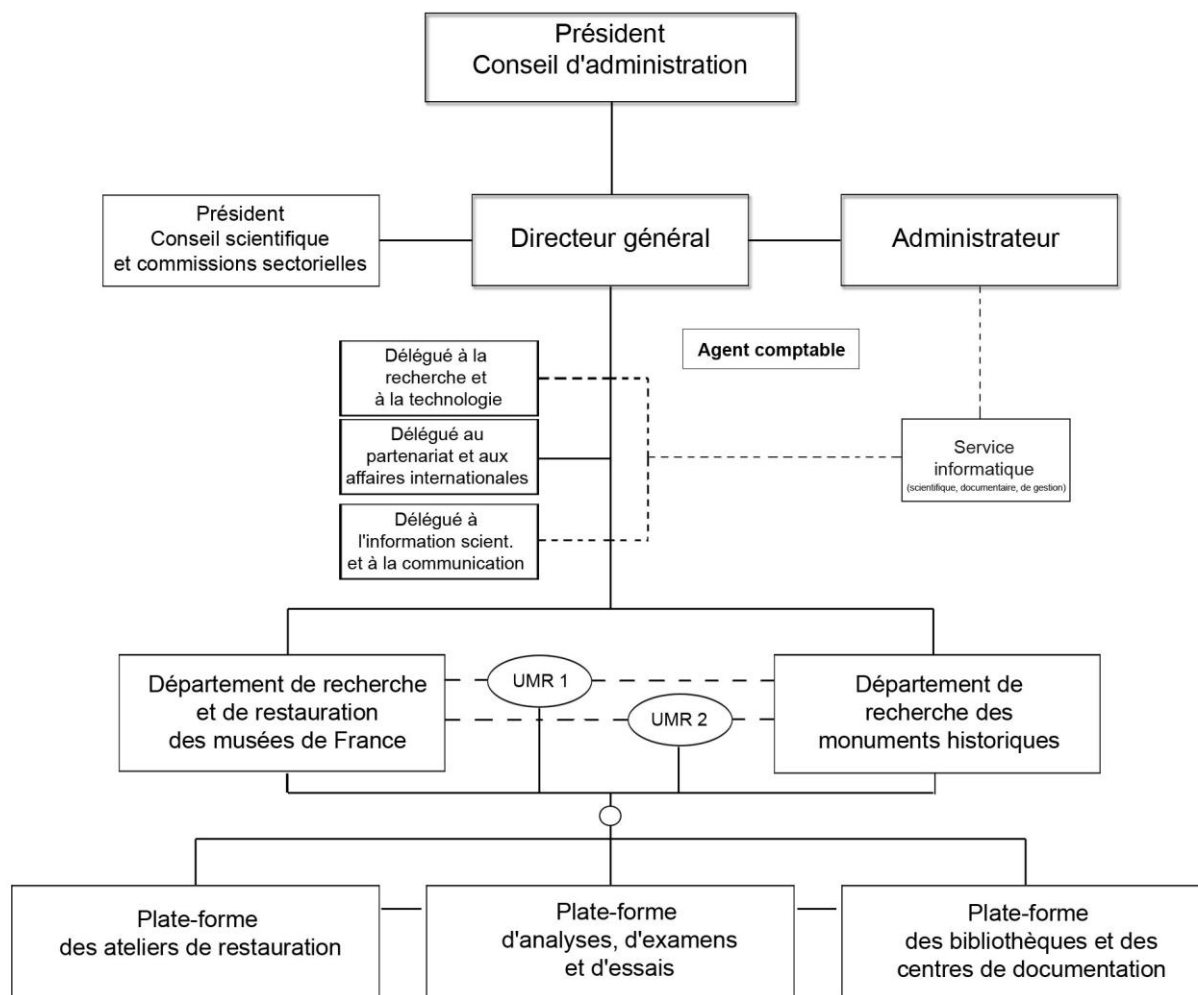 Président
Conseil d'administration
Président
Conseil scientifique
et commissions sectorielles
Directeur général
Administrateur
Agent comptable
Délégué à la
recherche et
à la technologie
Délégué au
partenariat et aux
affaires internationales
Délégué à
l'information scient.
et à la communication
Service
informatique
(scientifique, documentaire, de gestion)
Département de recherche
et de restauration
des musées de France
UMR 1
UMR 2
Département de
recherche des
monuments historiques
Plate-forme
des ateliers de restauration
Plate-forme
d'analyses, d'examens
et d'essais
Plate-forme
des bibliothèques et des
centres de documentation